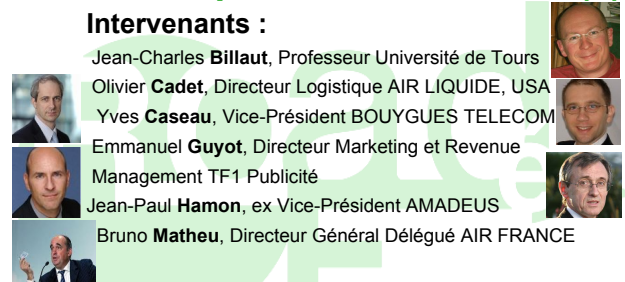 Intervenants :
Jean-Charles Billaut, Professeur Université de Tours
Olivier Cadet, Directeur Logistique AIR LIQUIDE, USA
Yves Caseau, Vice-Président BOUYGUES TELECOM
Emmanuel Guyot, Directeur Marketing et Revenue
Management TF1 Publicité
Jean-Paul Hamon, ex Vice-Président AMADEUS
Bruno Matheu, Directeur Général Délégué AIR FRANCE